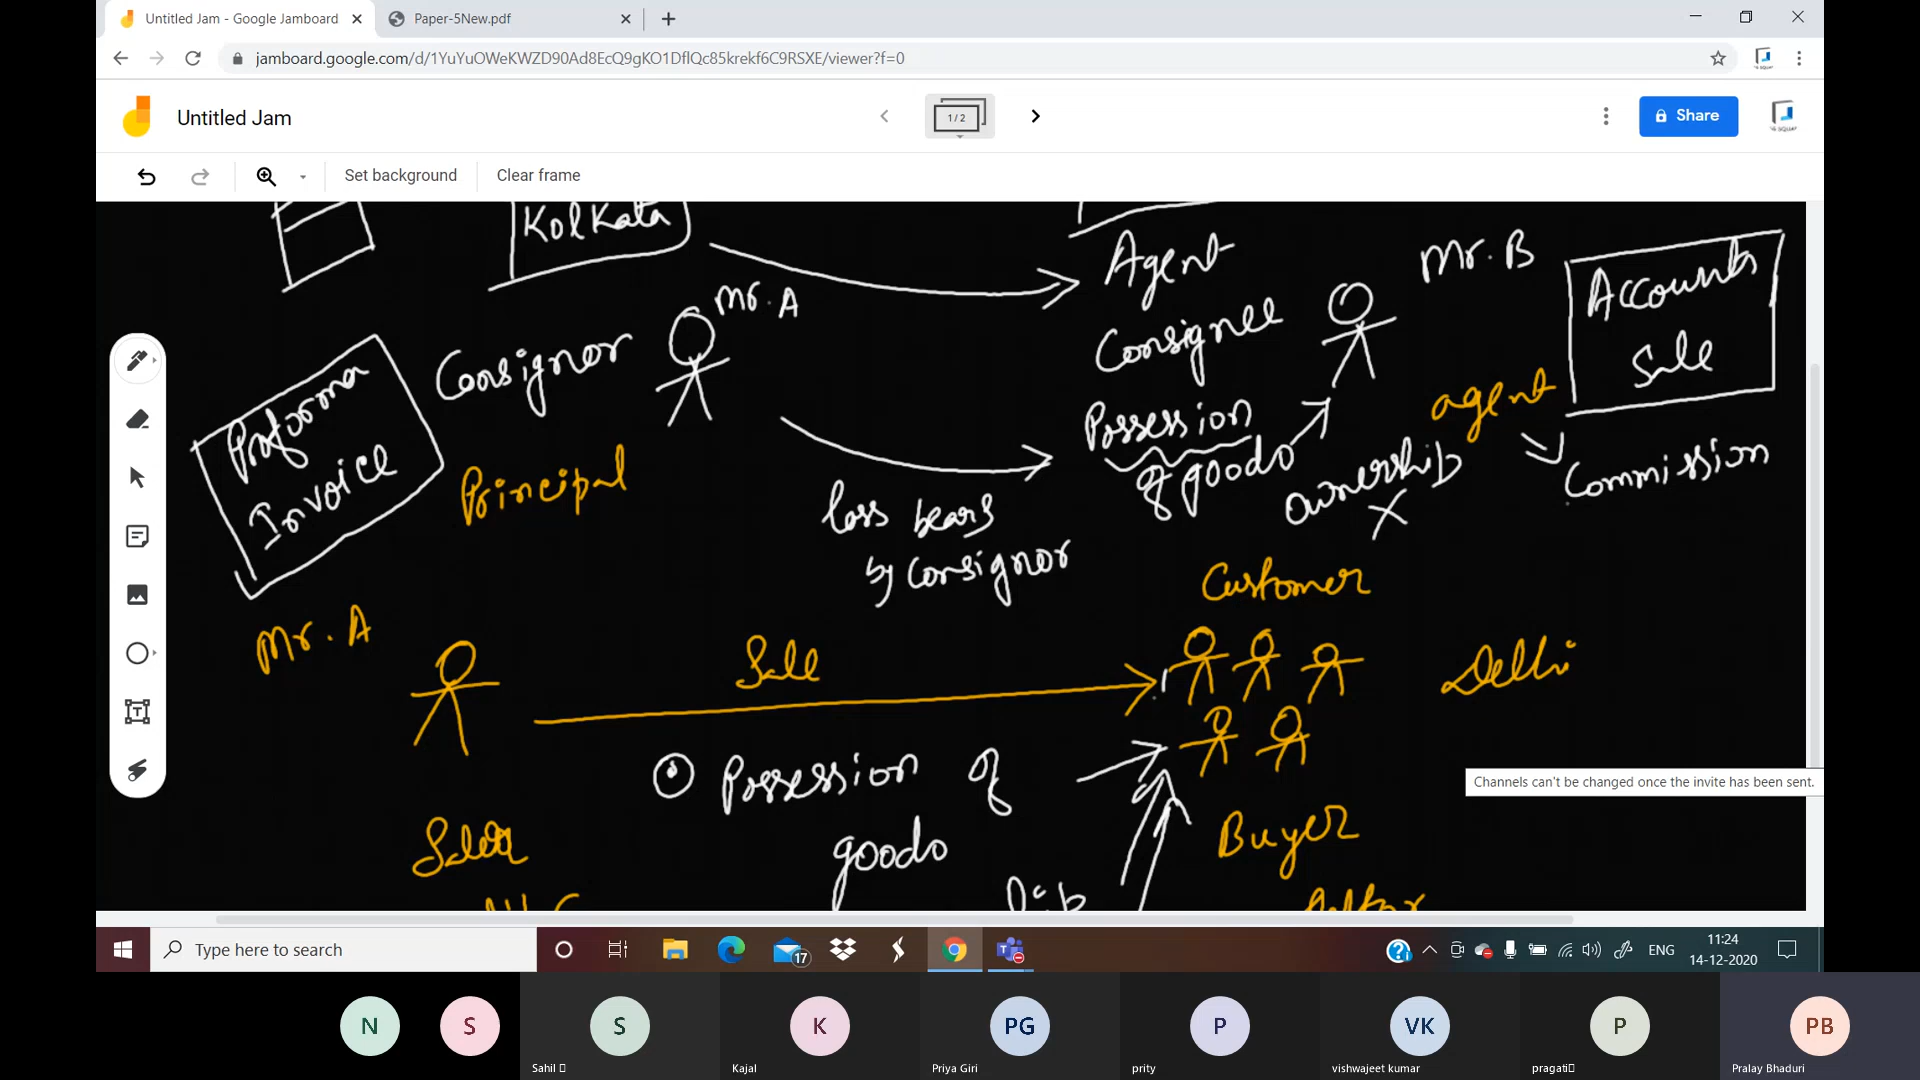 Untitled Jam - Google Jamboard
Paper-5New.pdf
jamboard.google.com/d/1YuYuOWeKWZD90Ad8EcQ9gKO1DflQc85krekf6C9RSXE/viewer?f=0
Untitled Jam
1 / 2
Share
Set background
Clear frame
Kolkata
Agent
Mr. B
Mr. A
Consignor
Consignee
Accounts
Sale
Proforma
Invoice
Principal
Possession
of goods
agent
ownership
X
Commission
loss bears
by Consignor
Customer
Mr. A
Sale
Delhi
① Possession of
goods
Buyer
Channels can't be changed once the invite has been sent.
Type here to search
17
ENG
11:24
14-12-2020
N
S
S
K
PG
P
VK
P
PB
Sahil
Kajal
Priya Giri
prity
vishwajeet kumar
pragati
Pralay Bhaduri